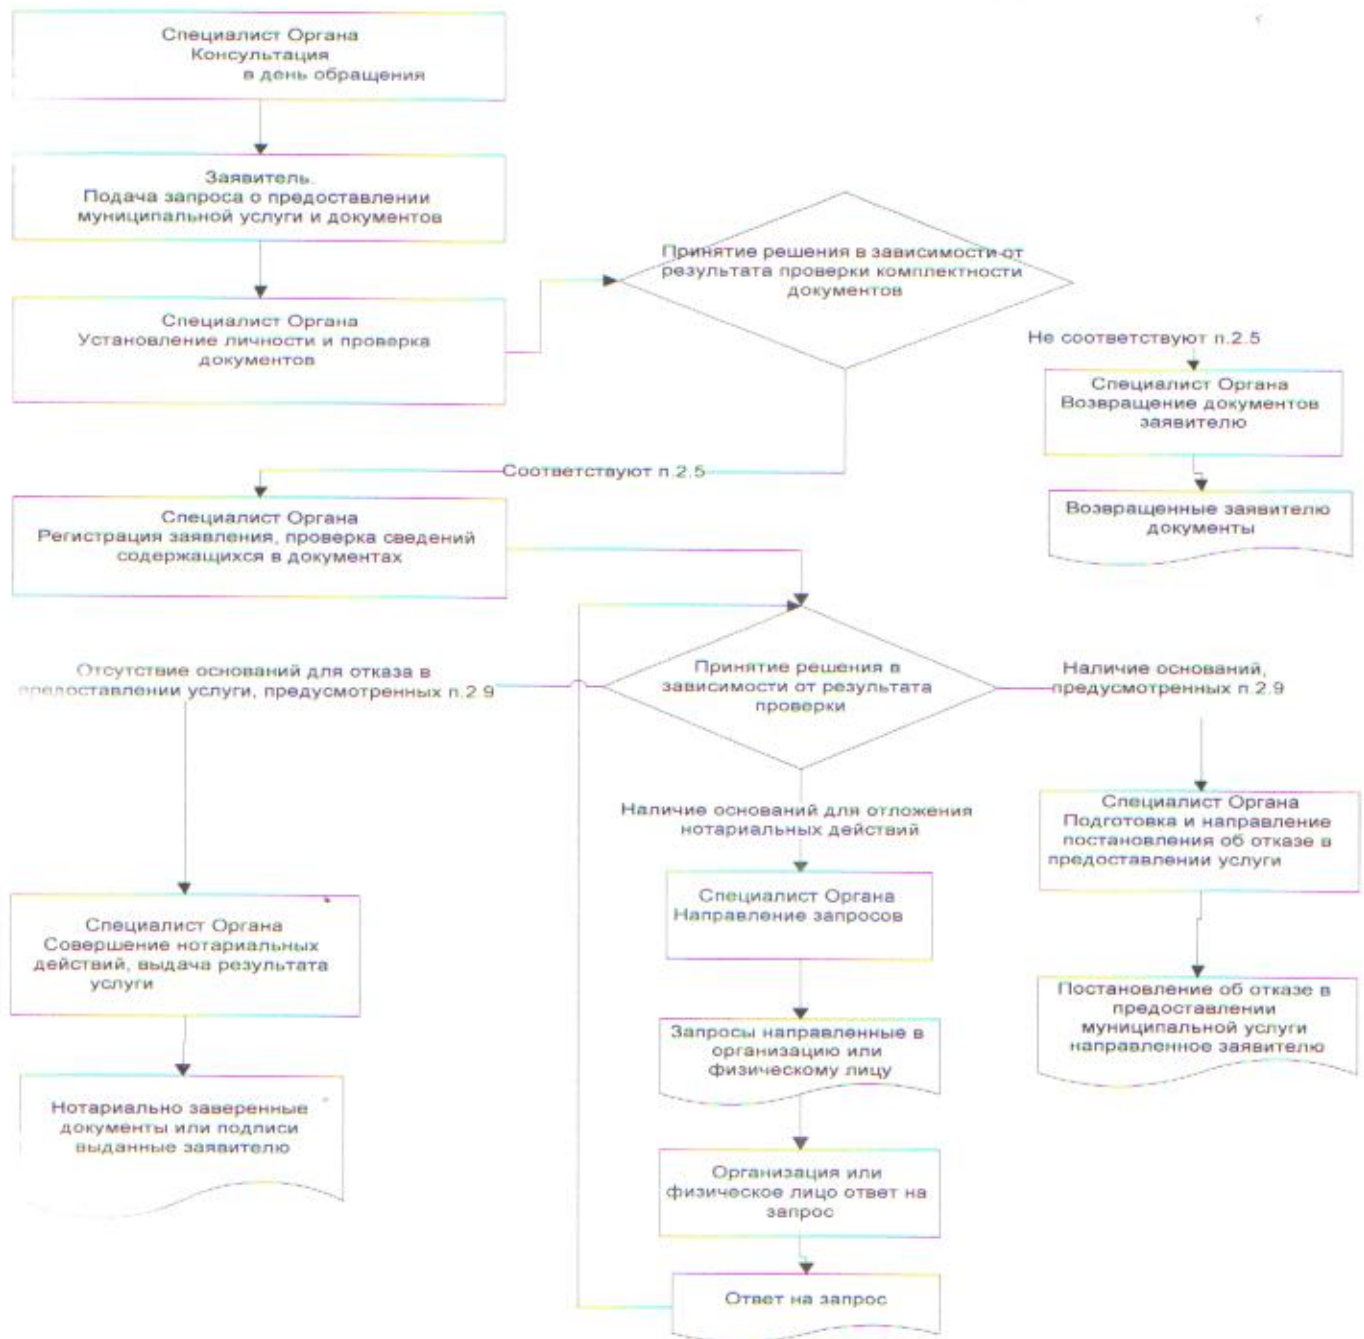 Специалист Органа
Консультация
в день обращения
Заявитель.
Подача запроса о предоставлении
муниципальной услуги и документов
Специалист Органа
Установление личности и проверка
документов
Принятие решения в зависимости от
результата проверки комплектности
документов
Не соответствуют п.2.5
Специалист Органа
Возвращение документов
заявителю
Возвращенные заявителю
документы
Соответствуют п.2.5
Специалист Органа
Регистрация заявления, проверка сведений
содержащихся в документах
Принятие решения в
зависимости от результата
проверки
Отсутствие оснований для отказа в
предоставлении услуги, предусмотренных п.2.9
Наличие оснований,
предусмотренных п.2.9
Наличие оснований для отложения
нотариальных действий
Специалист Органа
Подготовка и направление
постановления об отказе в
предоставлении услуги
Специалист Органа
Направление запросов
Специалист Органа
Совершение нотариальных
действий, выдача результата
услуги
Постановление об отказе в
предоставлении
муниципальной услуги
направленное заявителю
Запросы направленные в
организацию или
физическому лицу
Нотариально заверенные
документы или подписи
выданные заявителю
Организация или
физическое лицо ответ на
запрос
Ответ на запрос